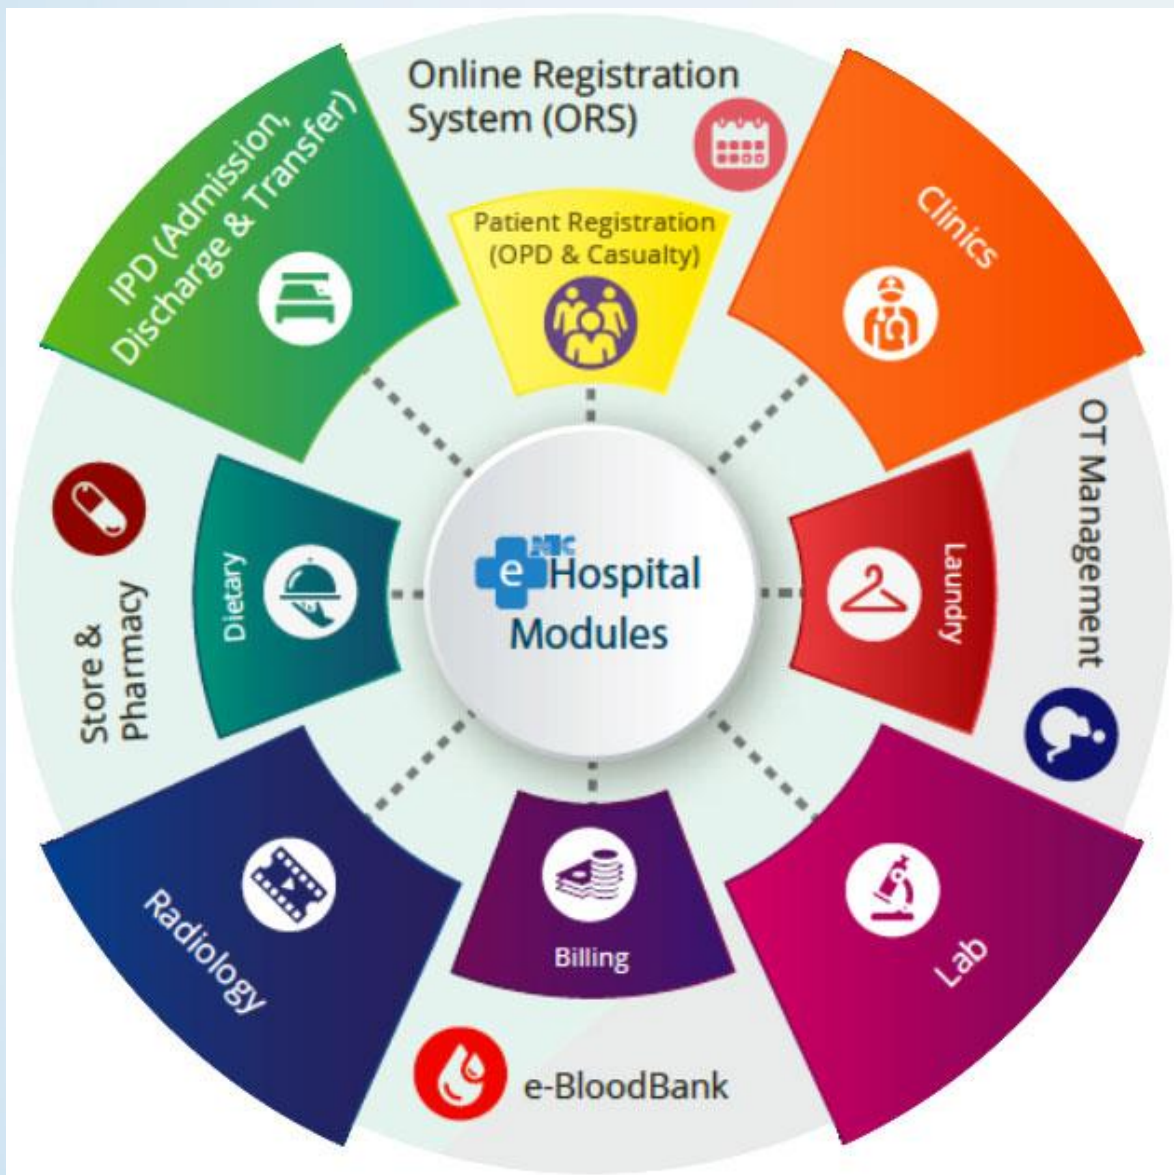 Online Registration
System (ORS)
IPD (Admission,
Discharge & Transfer)
Patient Registration
(OPD & Casualty)
Clinics
OT Management
Laundry
NIC
e Hospital
Modules
Dietary
Store &
Pharmacy
Radiology
Billing
Lab
e-BloodBank